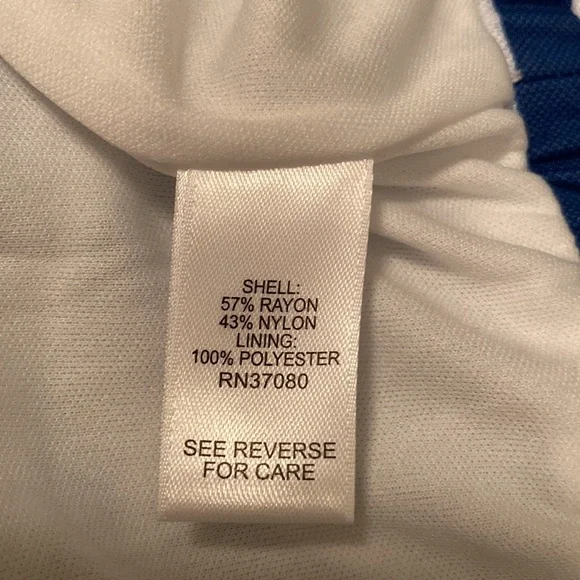 SHELL:
57% RAYON
43% NYLON
LINING:
100% POLYESTER
RN37080
SEE REVERSE
FOR CARE